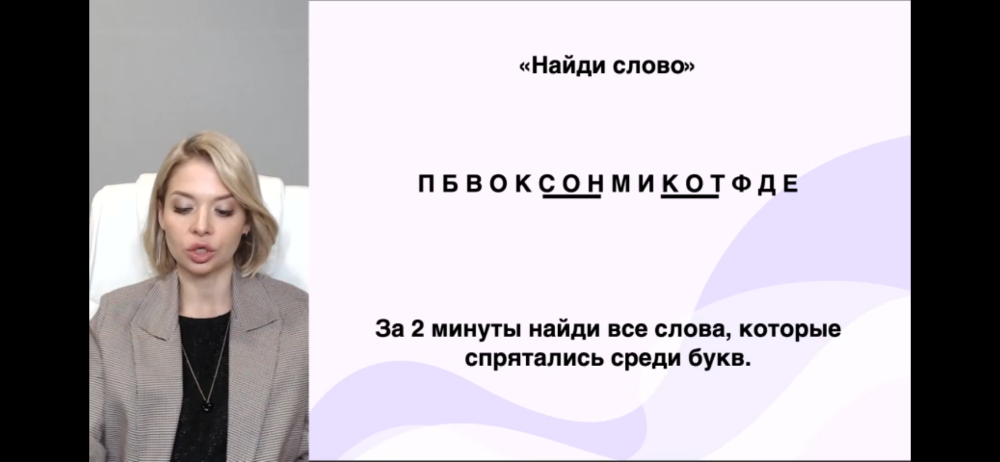 «Найди слово»
П Б В О К С О Н М И К О Т Ф Д Е
За 2 минуты найди все слова, которые
спрятались среди букв.